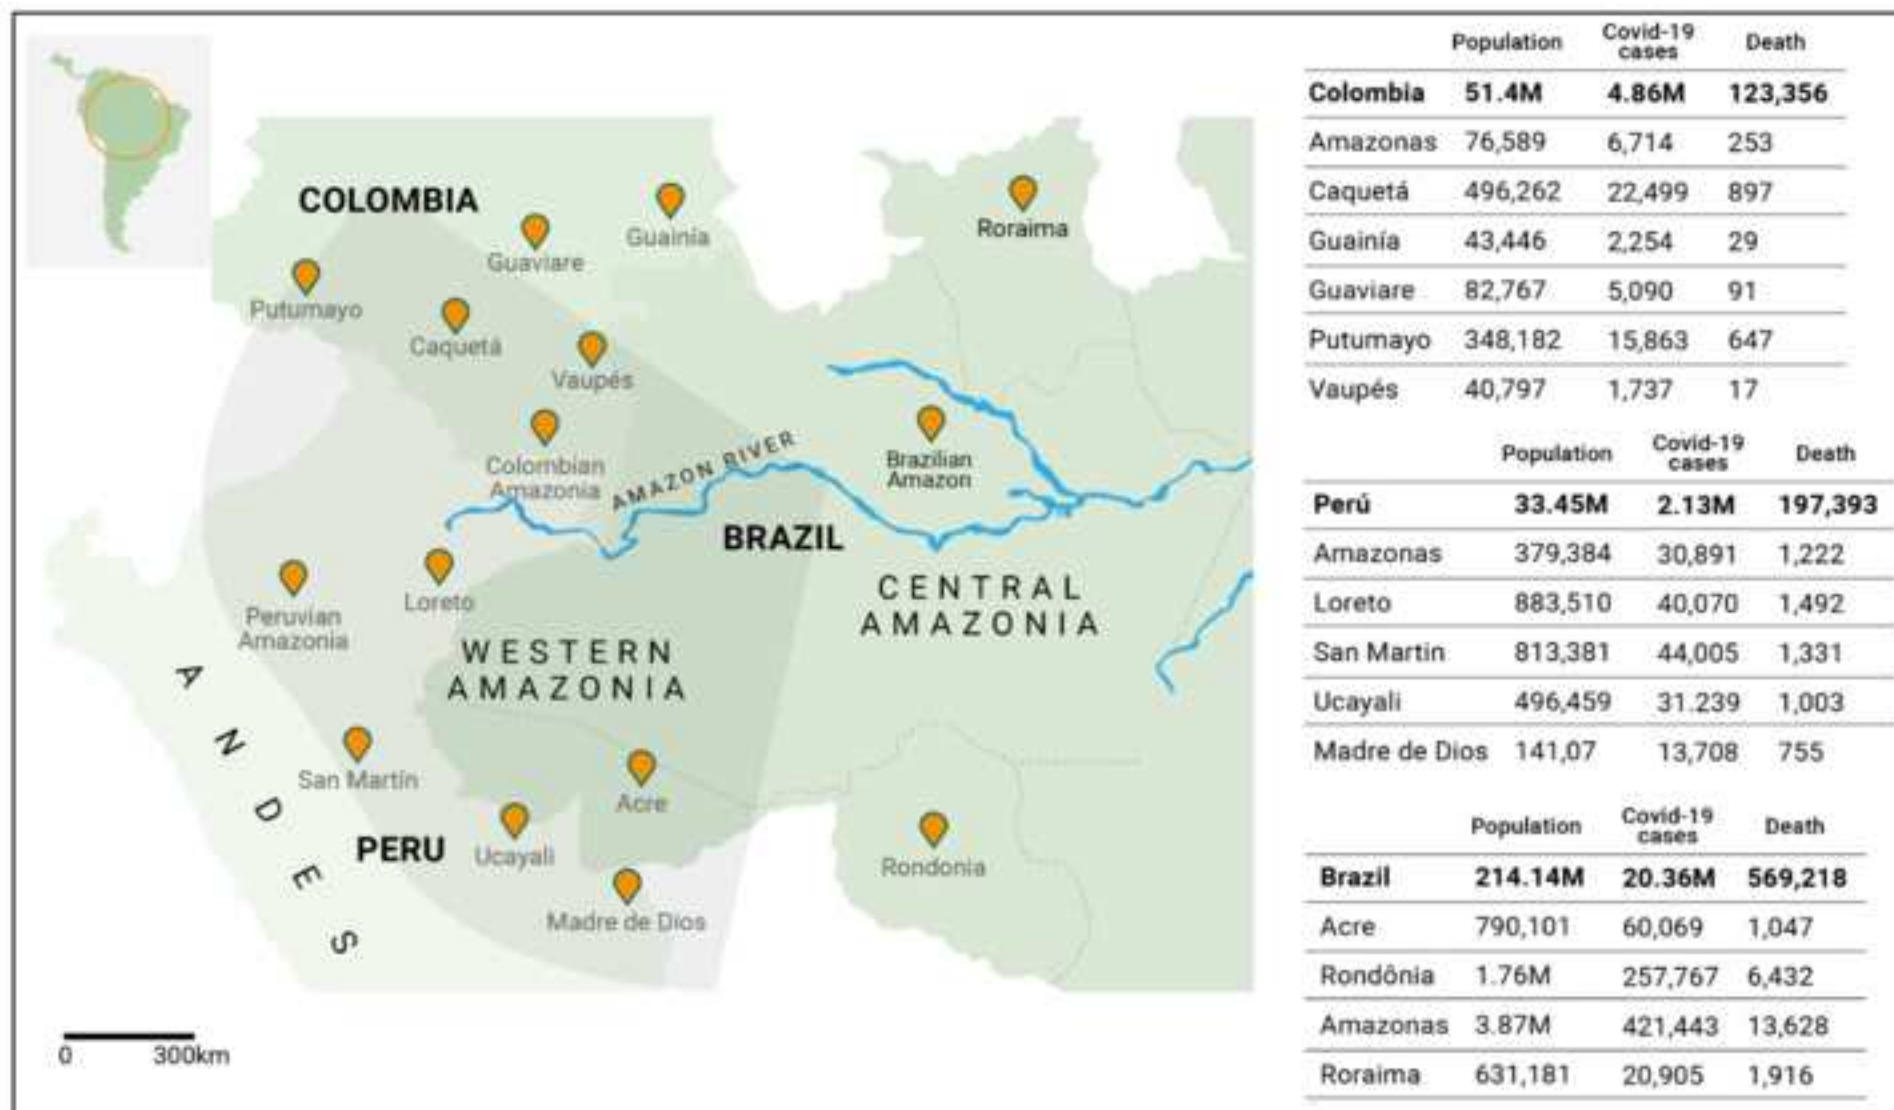 COLOMBIA
Guainía
Roraima
Guaviare
Putumayo
Caquetá
Vaupés
Colombian
Amazonia
AMAZON RIVER
Brazilian
Amazon
BRAZIL
CENTRAL
AMAZONIA
Loreto
Peruvian
Amazonia
WESTERN
AMAZONIA
ANDES
San Martín
Acre
PERU
Ucayali
Rondonia
Madre de Dios
0 300km
Population Covid-19 cases Death
Colombia 51.4M 4.86M 123,356
Amazonas 76,589 6,714 253
Caquetá 496,262 22,499 897
Guainía 43,446 2,254 29
Guaviare 82,767 5,090 91
Putumayo 348,182 15,863 647
Vaupés 40,797 1,737 17
Population Covid-19 cases Death
Perú 33.45M 2.13M 197,393
Amazonas 379,384 30,891 1,222
Loreto 883,510 40,070 1,492
San Martin 813,381 44,005 1,331
Ucayali 496,459 31.239 1,003
Madre de Dios 141,07 13,708 755
Population Covid-19 cases Death
Brazil 214.14M 20.36M 569,218
Acre 790,101 60,069 1,047
Rondônia 1.76M 257,767 6,432
Amazonas 3.87M 421,443 13,628
Roraima 631,181 20,905 1,916